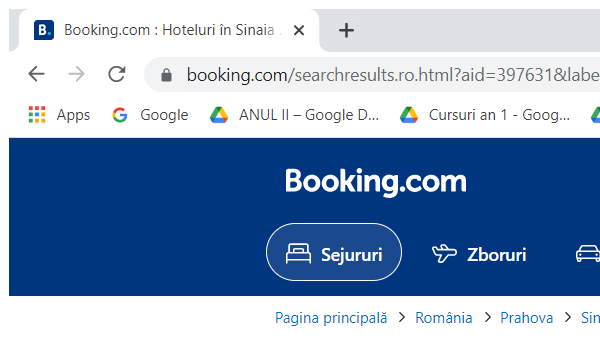 B. Booking.com : Hoteluri în Sinaia
booking.com/searchresults.ro.html?aid=397631&labe
Apps Google ANUL II – Google D... Cursuri an 1 - Goog...
Booking.com
Sejururi Zboruri
Pagina principală > România > Prahova > Sin